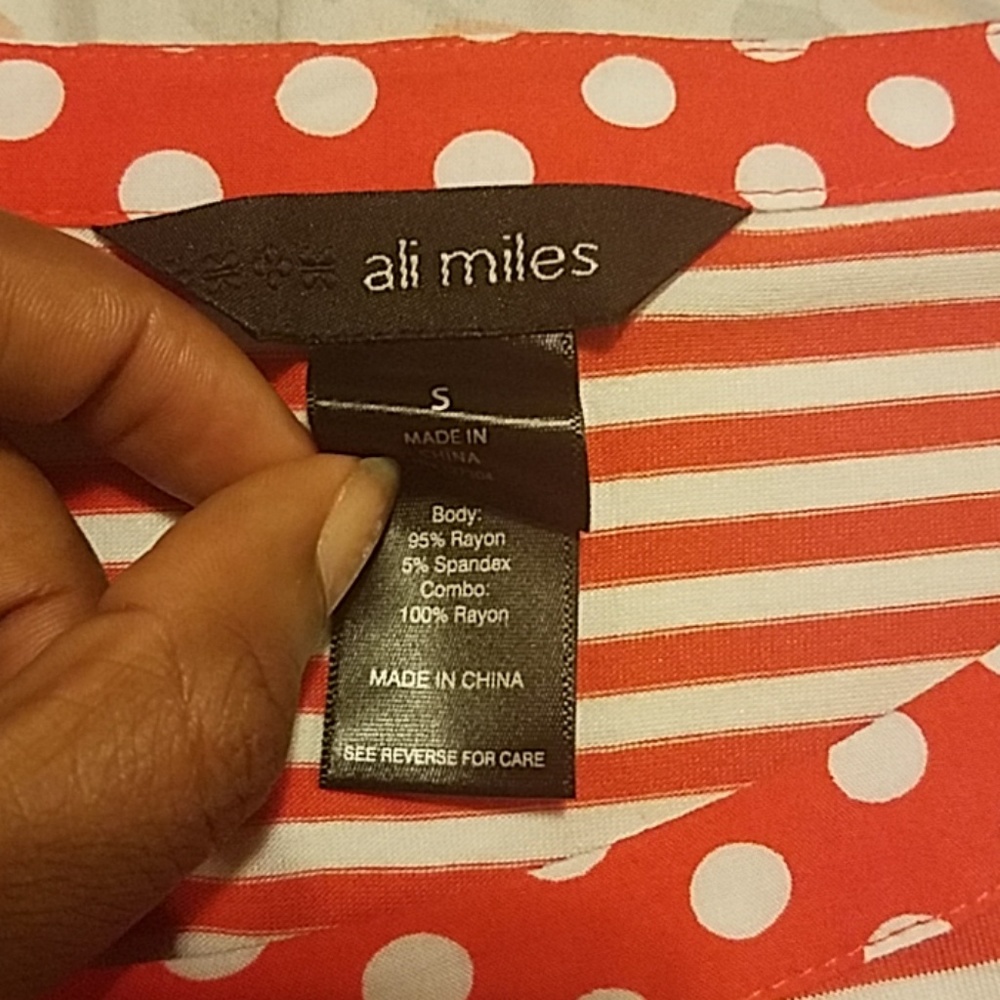 ali miles
S
MADE IN
CHINA
Body:
95% Rayon
5% Spandex
Combo:
100% Rayon
MADE IN CHINA
SEE REVERSE FOR CARE